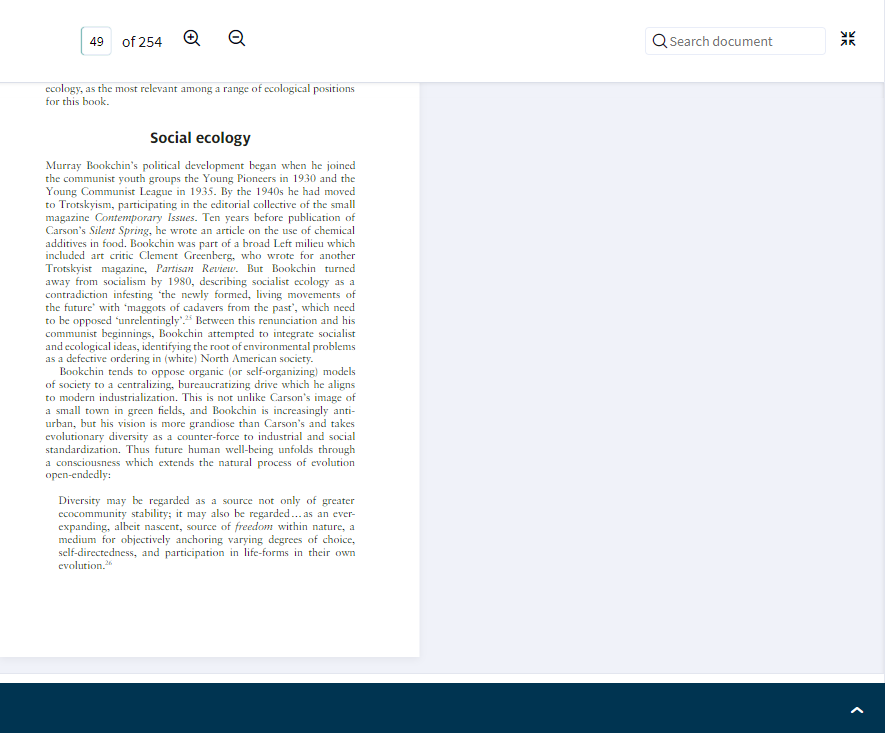 49 of 254
Search document
ecology, as the most relevant among a range of ecological positions
for this book.
Social ecology
Murray Bookchin's political development began when he joined
the communist youth groups the Young Pioneers in 1930 and the
Young Communist League in 1935. By the 1940s he had moved
to Trotskyism, participating in the editorial collective of the small
magazine Contemporary Issues. Ten years before publication of
Carson's Silent Spring, he wrote an article on the use of chemical
additives in food. Bookchin was part of a broad Left milieu which
included art critic Clement Greenberg, who wrote for another
Trotskyist magazine, Partisan Review. But Bookchin turned
away from socialism by 1980, describing socialist ecology as a
contradiction infesting ‘the newly formed, living movements of
the future’ with ‘maggots of cadavers from the past’, which need
to be opposed ‘unrelentingly’.25 Between this renunciation and his
communist beginnings, Bookchin attempted to integrate socialist
and ecological ideas, identifying the root of environmental problems
as a defective ordering in (white) North American society.
Bookchin tends to oppose organic (or self-organizing) models
of society to a centralizing, bureaucratizing drive which he aligns
to modern industrialization. This is not unlike Carson's image of
a small town in green fields, and Bookchin is increasingly anti-
urban, but his vision is more grandiose than Carson's and takes
evolutionary diversity as a counter-force to industrial and social
standardization. Thus future human well-being unfolds through
a consciousness which extends the natural process of evolution
open-endedly:
Diversity may be regarded as a source not only of greater
ecocommunity stability; it may also be regarded…as an ever-
expanding, albeit nascent, source of freedom within nature, a
medium for objectively anchoring varying degrees of choice,
self-directedness, and participation in life-forms in their own
evolution.26